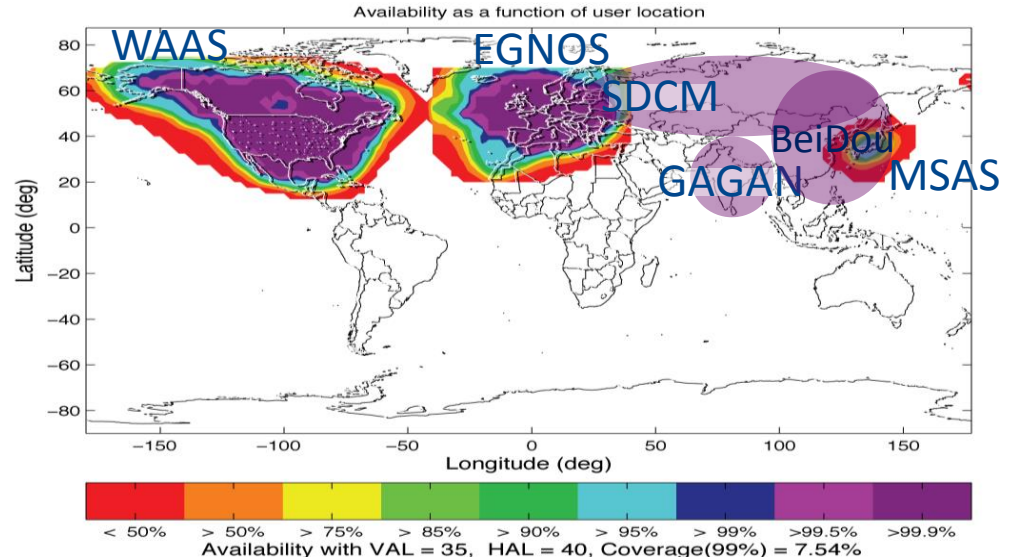 Availability as a function of user location
WAAS
EGNOS
SDCM
BeiDou
GAGAN
MSAS
Latitude (deg)
80
60
40
20
0
−20
−40
−60
−80
−150 −100 −50 0 50 100 150
Longitude (deg)
< 50% > 50% > 75% > 85% > 90% > 95% > 99% >99.5% >99.9%
Availability with VAL = 35, HAL = 40, Coverage(99%) = 7.54%